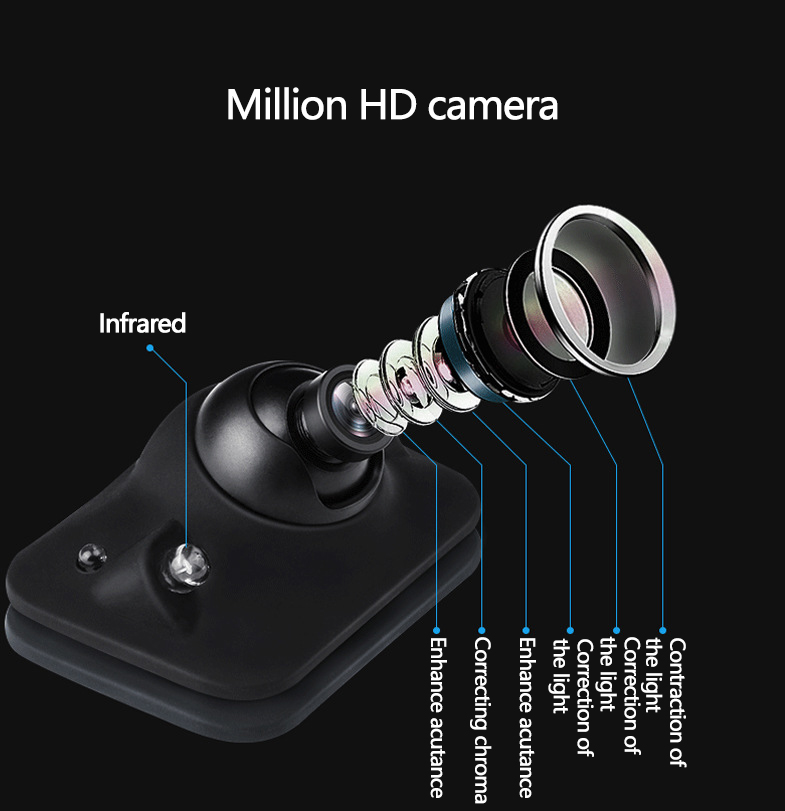 Million HD camera
Infrared
Enhance acutance
Correcting chroma
Enhance acutance
Correction of
the light
Correction of
the light
Contraction of
the light